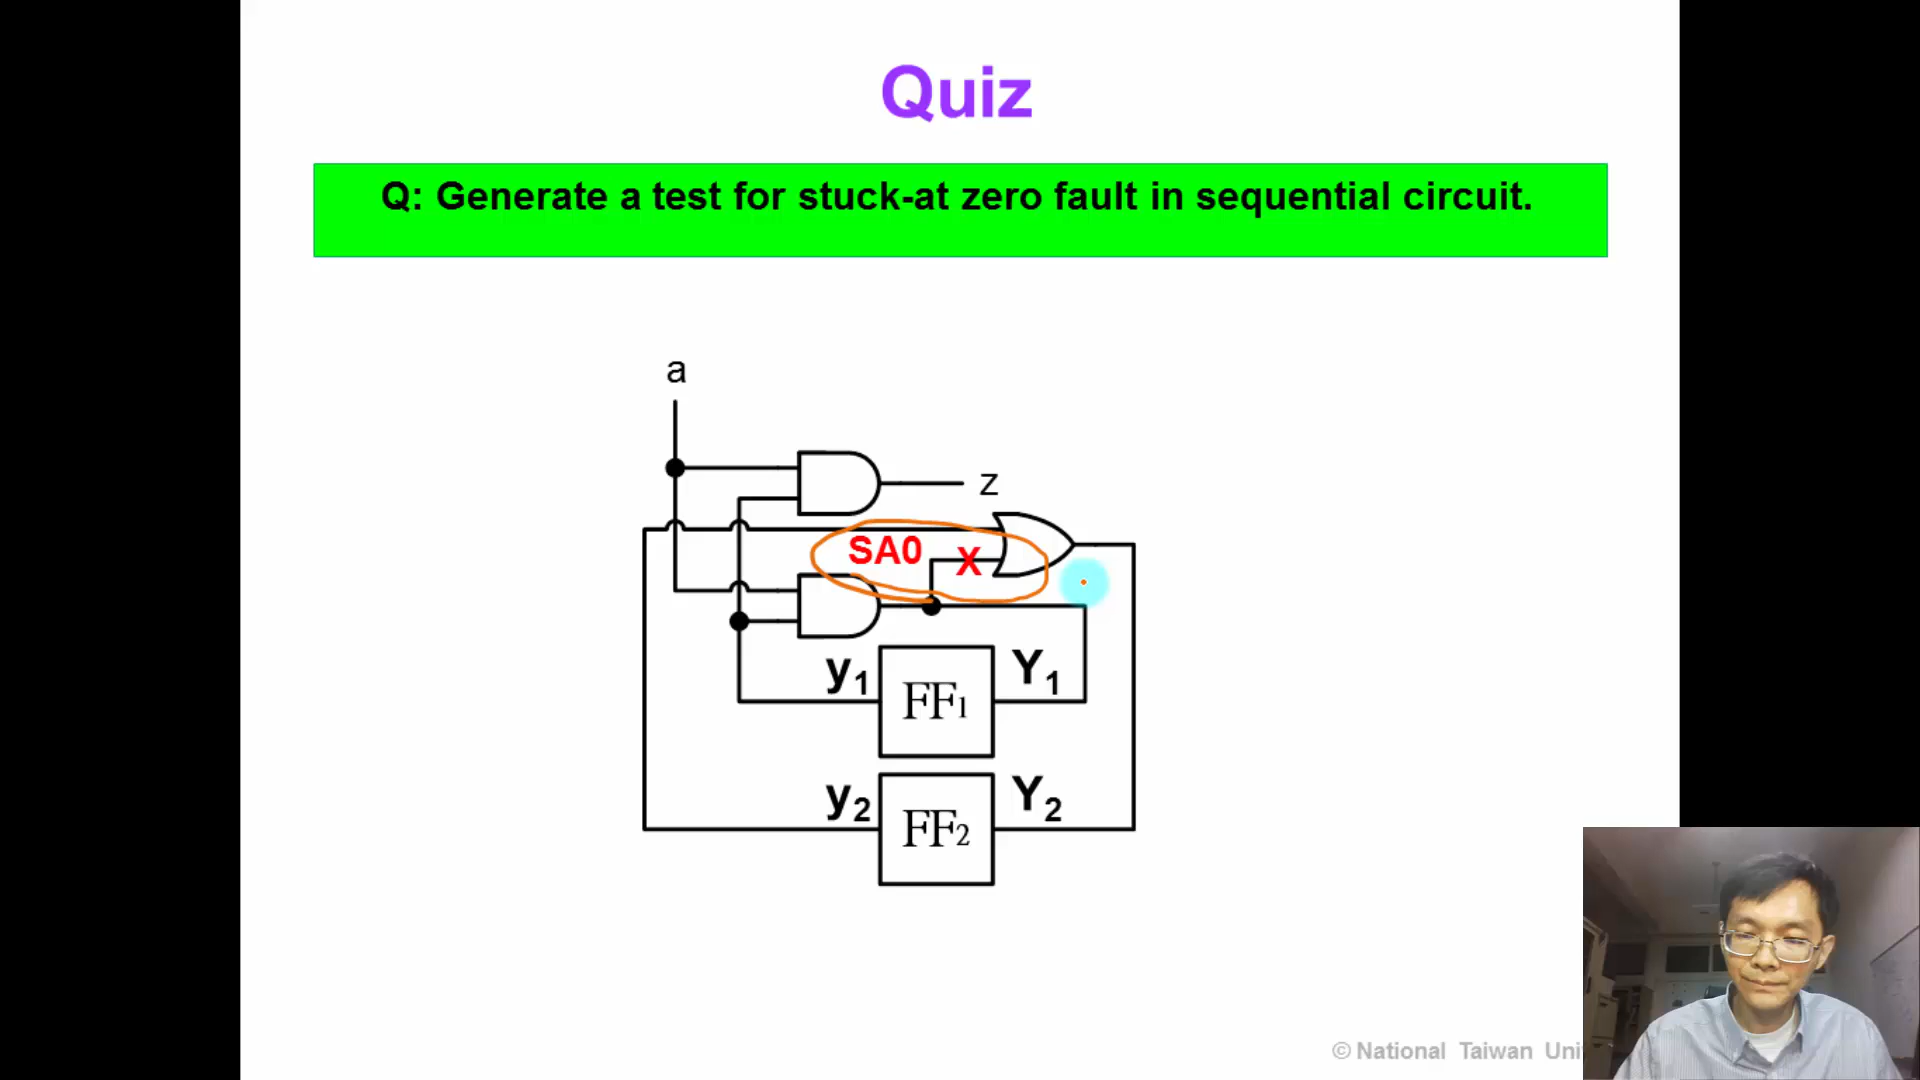 Quiz
Q: Generate a test for stuck-at zero fault in sequential circuit.
a
z
SA0
X
y1
FF1
Y1
y2
FF2
Y2
© National Taiwan Uni